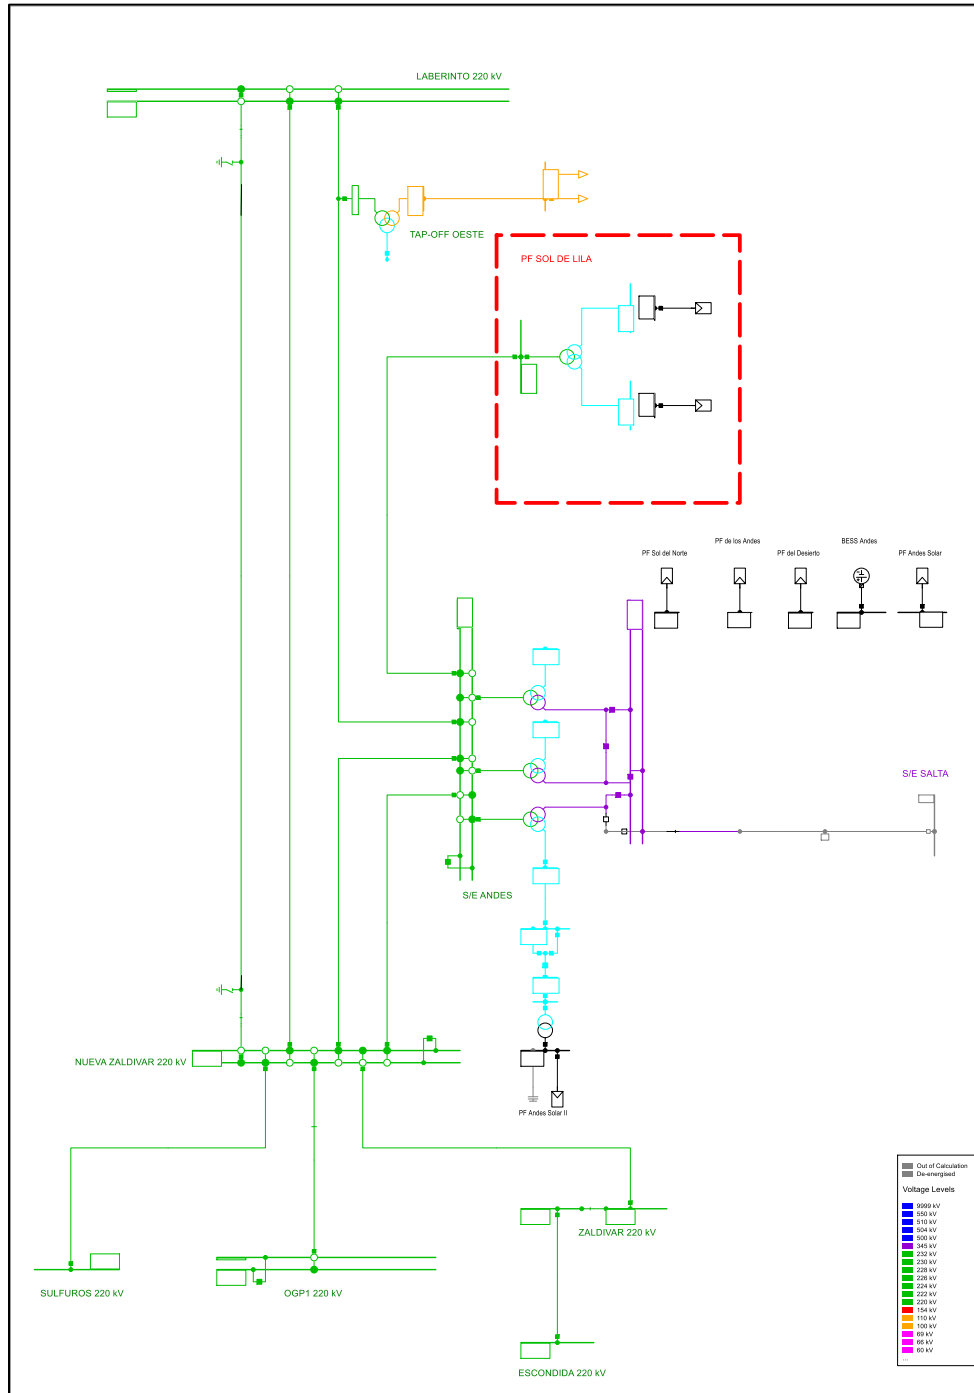 LABERINTO 220 kV
TAP-OFF OESTE
PF SOL DE LILA
PF Sol del Norte
PF de los Andes
PF del Desierto
BESS Andes
PF Andes Solar
S/E SALTA
S/E ANDES
NUEVA ZALDIVAR 220 kV
PF Andes Solar II
ZALDIVAR 220 kV
SULFUROS 220 kV
OGP1 220 kV
ESCONDIDA 220 kV
Out of Calculation
De-energised
Voltage Levels
9999 kV
550 kV
510 kV
504 kV
500 kV
345 kV
232 kV
230 kV
228 kV
226 kV
224 kV
222 kV
220 kV
154 kV
110 kV
100 kV
69 kV
66 kV
60 kV
...